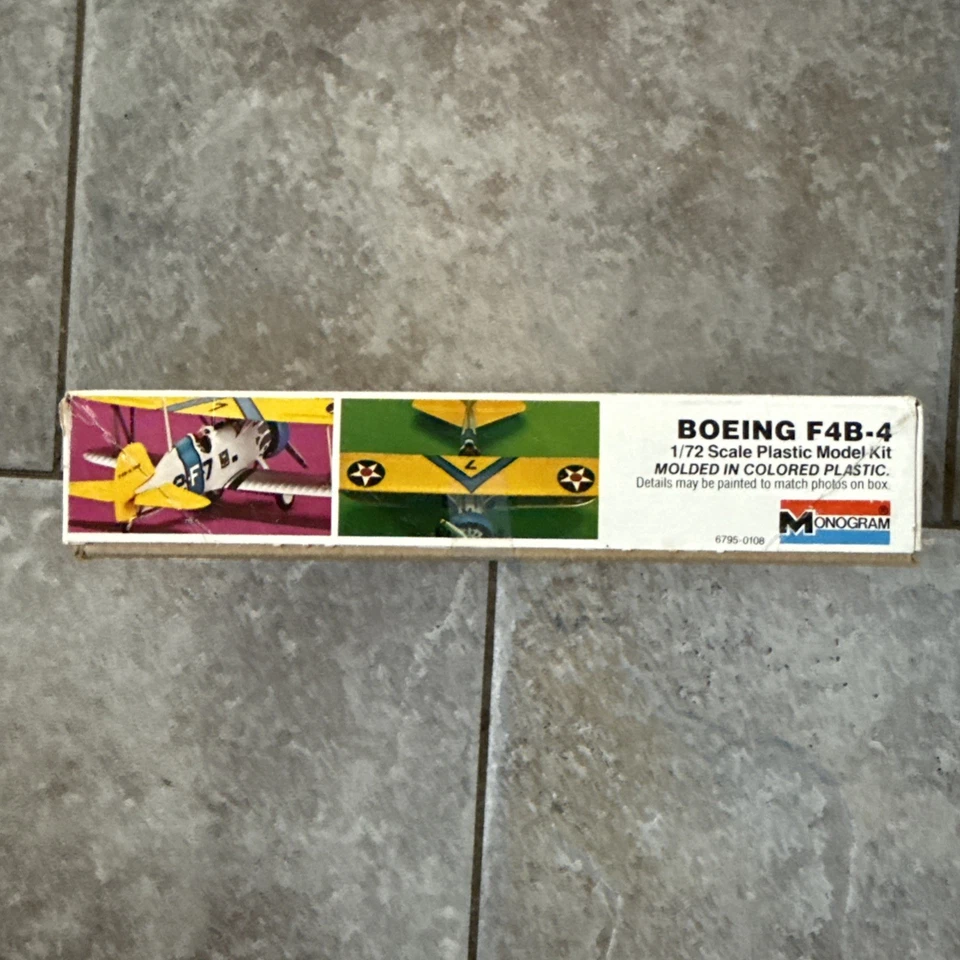 BOEING F4B-4
1/72 Scale Plastic Model Kit
MOLDED IN COLORED PLASTIC.
Details may be painted to match photos on box.
MONOGRAM®
6795-0108
7